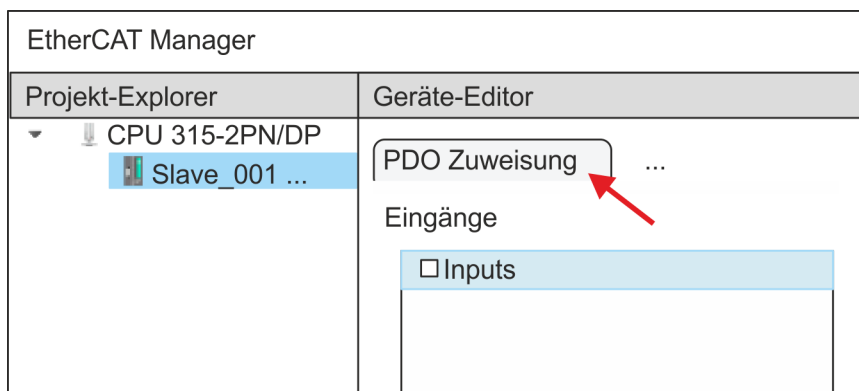 EtherCAT Manager
Projekt-Explorer
Geräte-Editor
CPU 315-2PN/DP
Slave_001 ...
PDO Zuweisung
...
Eingänge
Inputs